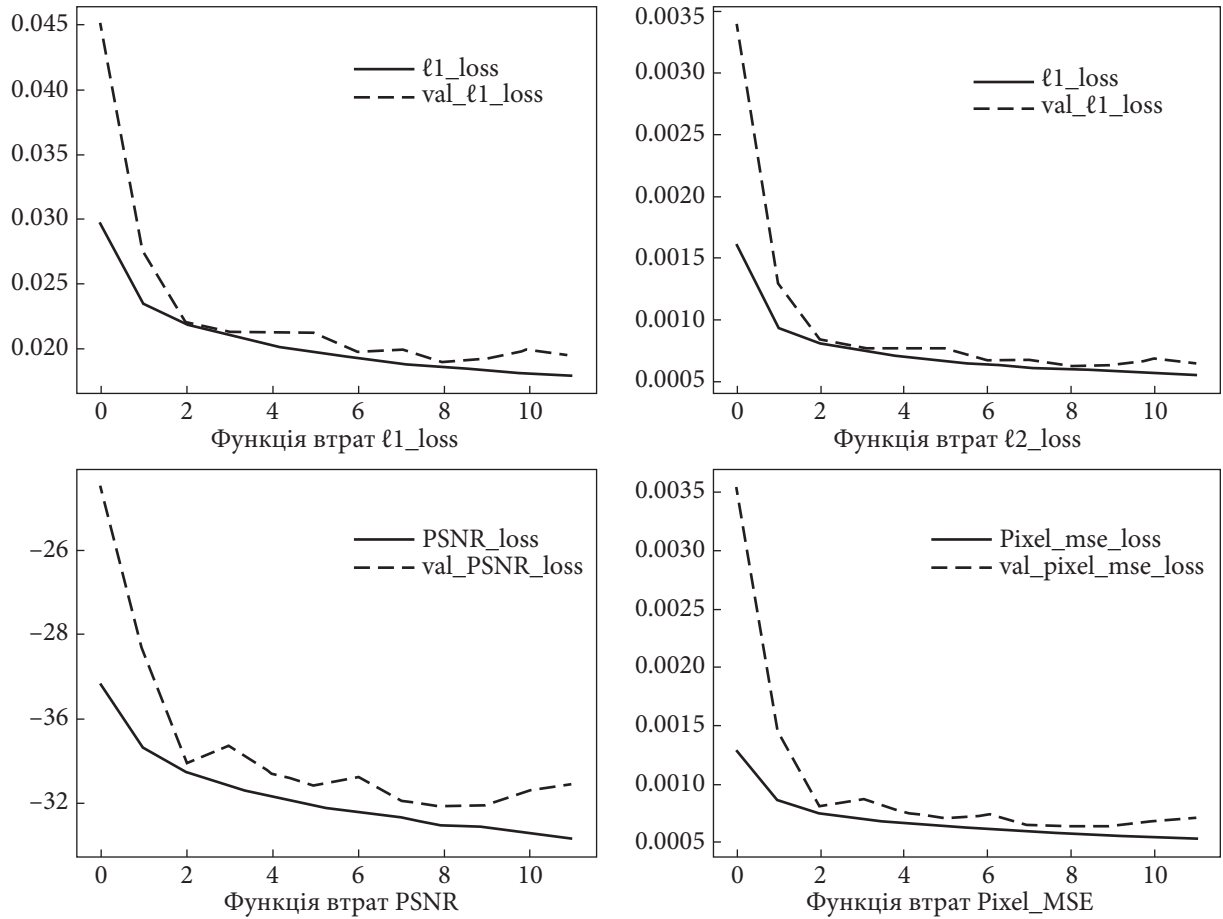 0.045
0.040
0.035
0.030
0.025
0.020
ℓ1_loss
val_ℓ1_loss
0 2 4 6 8 10
Функція втрат ℓ1_loss
0.0035
0.0030
0.0025
0.0020
0.0015
0.0010
0.0005
ℓ1_loss
val_ℓ1_loss
0 2 4 6 8 10
Функція втрат ℓ2_loss
−26
−28
−36
−32
PSNR_loss
val_PSNR_loss
0 2 4 6 8 10
Функція втрат PSNR
0.0035
0.0030
0.0025
0.0020
0.0015
0.0010
0.0005
Pixel_mse_loss
val_pixel_mse_loss
0 2 4 6 8 10
Функція втрат Pixel_MSE